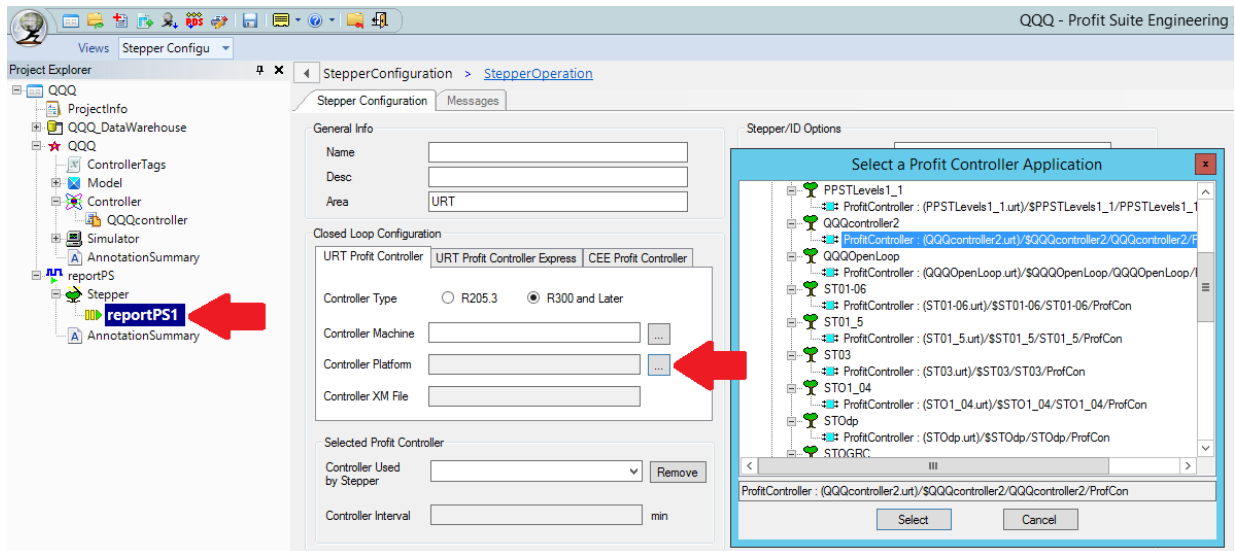 QQQ - Profit Suite Engineering
Views Stepper Configu
Project Explorer
QQQ
ProjectInfo
QQQ_DataWarehouse
QQQ
ControllerTags
Model
Controller
QQQcontroller
Simulator
AnnotationSummary
reportPS
Stepper
reportPS1
AnnotationSummary
StepperConfiguration > StepperOperation
Stepper Configuration Messages
General Info
Name
Desc
Area URT
Closed Loop Configuration
URT Profit Controller URT Profit Controller Express CEE Profit Controller
Controller Type R205.3 R300 and Later
Controller Machine ...
Controller Platform ...
Controller XM File
Selected Profit Controller
Controller Used
by Stepper
Remove
Controller Interval min
Stepper/ID Options
Select a Profit Controller Application x
PPSTLevels1_1
ProfitController : (PPSTLevels1_1.urt)/$PPSTLevels1_1/PPSTLevels1_1
QQQcontroller2
ProfitController : (QQQcontroller2.urt)/$QQQcontroller2/QQQcontroller2/P
QQQOpenLoop
ProfitController : (QQQOpenLoop.urt)/$QQQOpenLoop/QQQOpenLoop/
ST01-06
ProfitController : (ST01-06.urt)/$ST01-06/ST01-06/ProfCon
ST01_5
ProfitController : (ST01_5.urt)/$ST01_5/ST01_5/ProfCon
ST03
ProfitController : (ST03.urt)/$ST03/ST03/ProfCon
STO1_04
ProfitController : (STO1_04.urt)/$STO1_04/STO1_04/ProfCon
STOdp
ProfitController : (STOdp.urt)/$STOdp/STOdp/ProfCon
STOGRC
ProfitController : (QQQcontroller2.urt)/$QQQcontroller2/QQQcontroller2/ProfCon
Select Cancel